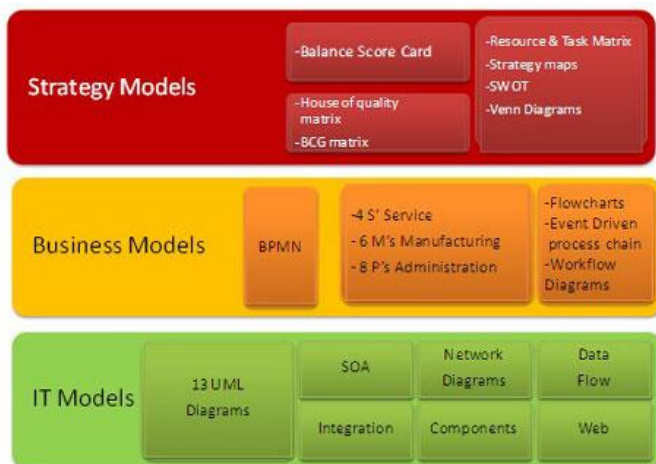 Strategy Models
-Balance Score Card
-House of quality
matrix
-BCG matrix
-Resource & Task Matrix
-Strategy maps
-SWOT
-Venn Diagrams
Business Models
BPMN
-4 S' Service
- 6 M's Manufacturing
- 8 P's Administration
-Flowcharts
-Event Driven
process chain
-Workflow
Diagrams
IT Models
13 UML
Diagrams
SOA
Network
Diagrams
Data
Flow
Integration
Components
Web